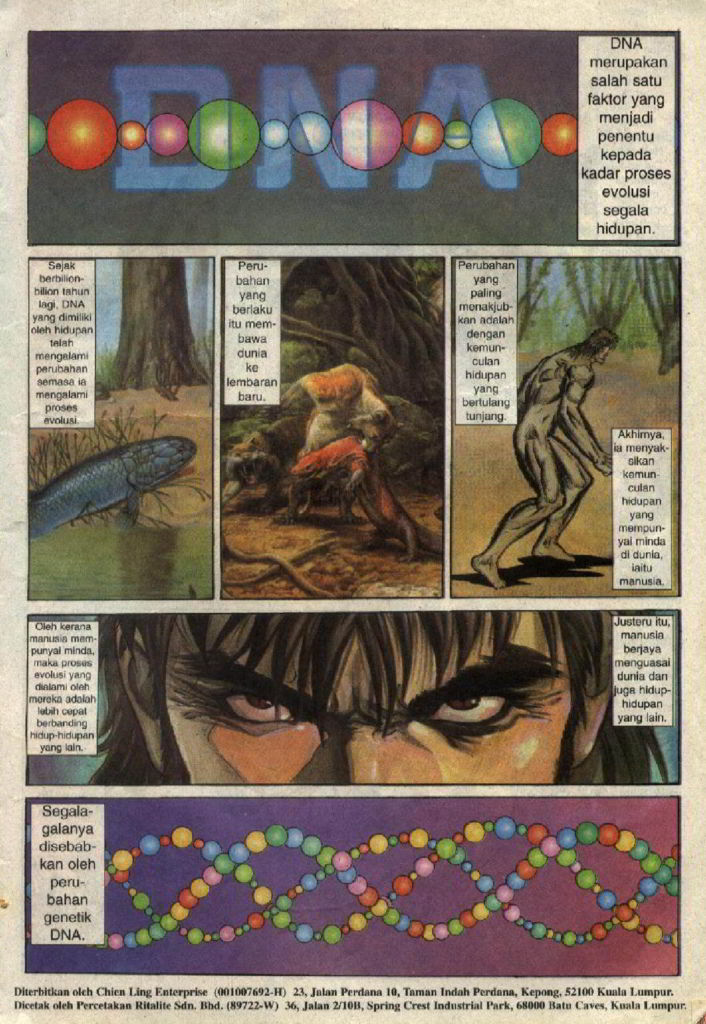 DNA
DNA
merupakan
salah satu
faktor yang
menjadi
penentu
kepada
kadar proses
evolusi
segala
hidupan.
Sejak
berbilion-
bilion tahun
lagi, DNA
yang dimiliki
oleh hidupan
telah
mengalami
perubahan
semasa ia
mengalami
proses
evolusi.
Peru-
bahan
yang
berlaku
itu mem-
bawa
dunia
ke
lembaran
baru.
Perubahan
yang
paling
menakjub-
kan adalah
dengan
kemun-
culan
hidupan
yang
bertulang
tunjang.
Akhirnya,
ia menyak-
sikan
kemun-
culan
hidupan
yang
mempun-
yai minda
di dunia,
iaitu
manusia.
Oleh kerana
manusia mem-
punyai minda,
maka proses
evolusi yang
dialami oleh
mereka adalah
lebih cepat
berbanding
hidup-hidupan
yang lain.
Justeru itu,
manusia
berjaya
menguasai
dunia dan
juga hidup-
hidupan
yang lain.
Segala-
galanya
disebab-
kan oleh
peru-
bahan
genetik
DNA.
Diterbitkan oleh Chien Ling Enterprise (001007692-H) 23, Jalan Perdana 10, Taman Indah Perdana, Kepong, 52100 Kuala Lumpur.
Dicetak oleh Percetakan Ritalite Sdn. Bhd. (89722-W) 36, Jalan 2/10B, Spring Crest Industrial Park, 68000 Batu Caves, Kuala Lumpur.